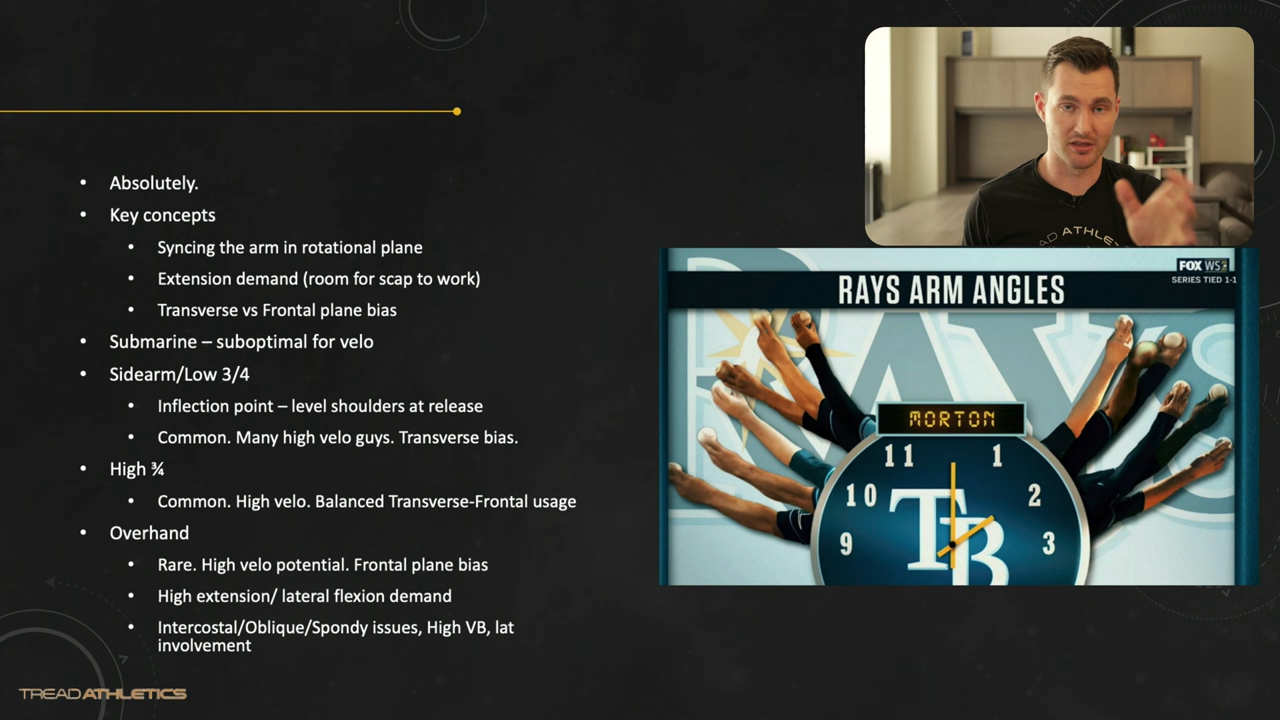 Absolutely.
Key concepts
Syncing the arm in rotational plane
Extension demand (room for scap to work)
Transverse vs Frontal plane bias
Submarine – suboptimal for velo
Sidearm/Low 3/4
Inflection point – level shoulders at release
Common. Many high velo guys. Transverse bias.
High ¾
Common. High velo. Balanced Transverse-Frontal usage
Overhand
Rare. High velo potential. Frontal plane bias
High extension/ lateral flexion demand
Intercostal/Oblique/Spondy issues, High VB, lat
involvement
TREADATHLETICS
FOX WS
SERIES TIED 1-1
RAYS ARM ANGLES
MORTON
11 1
10 2
9 3
TB